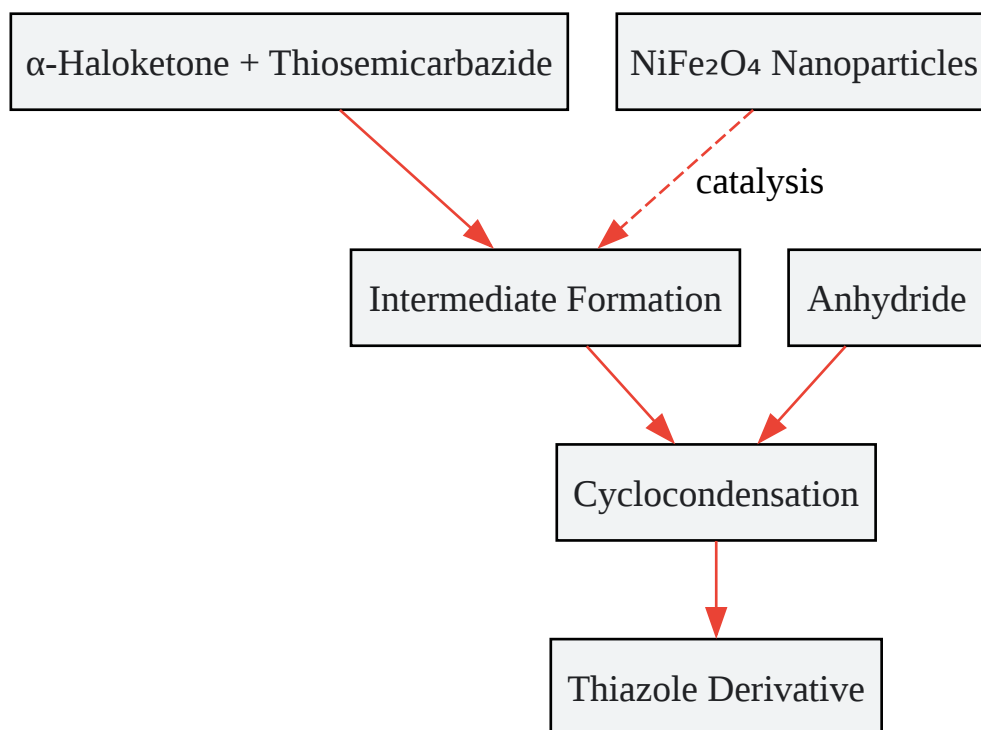 α-Haloketone + Thiosemicarbazide
NiFe₂O₄ Nanoparticles
catalysis
Intermediate Formation
Anhydride
Cyclocondensation
Thiazole Derivative